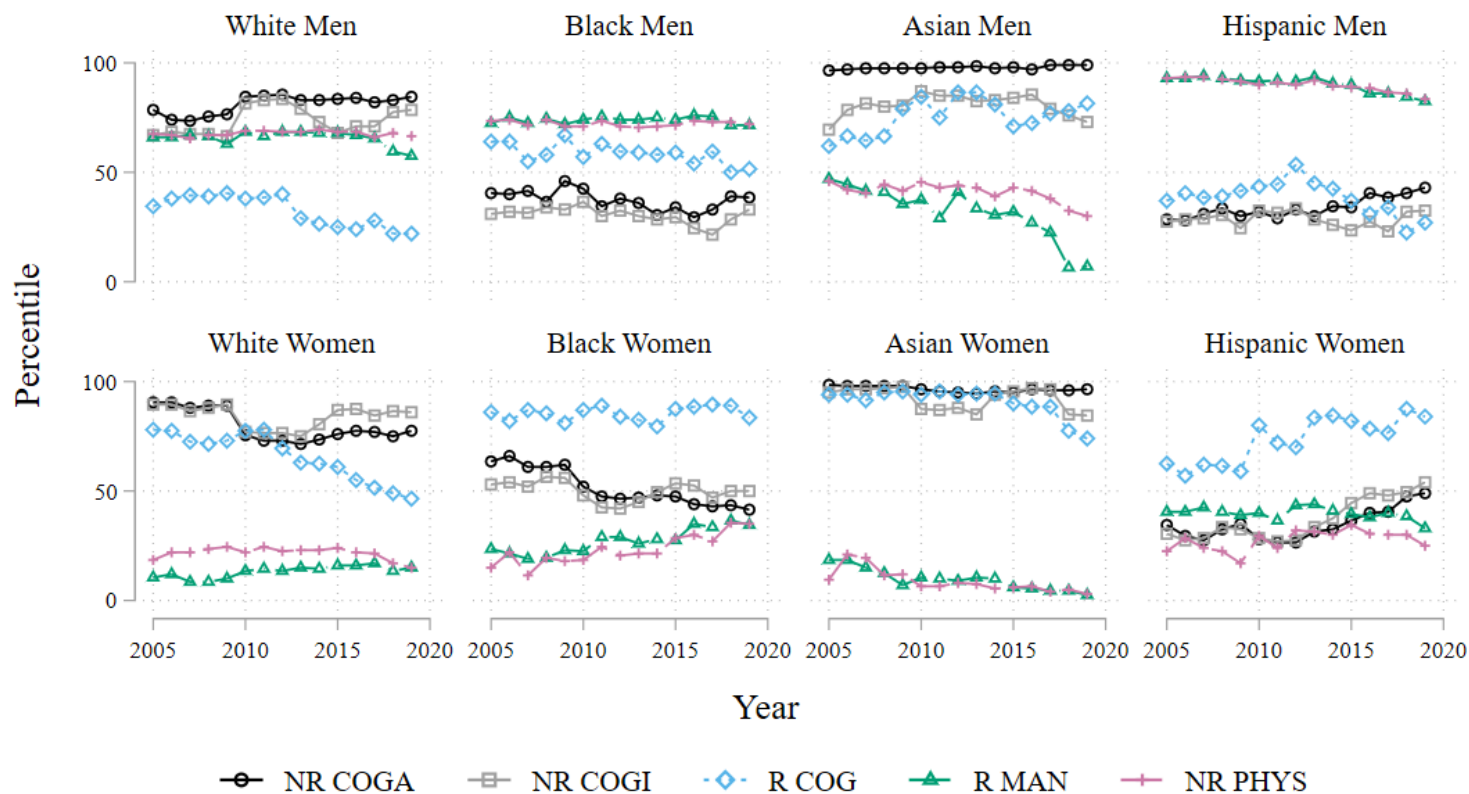 White Men Black Men Asian Men Hispanic Men
100
50
0
Percentile
White Women Black Women Asian Women Hispanic Women
100
50
0
2005 2010 2015 2020 2005 2010 2015 2020 2005 2010 2015 2020 2005 2010 2015 2020
Year
NR COGA NR COGI R COG R MAN NR PHYS